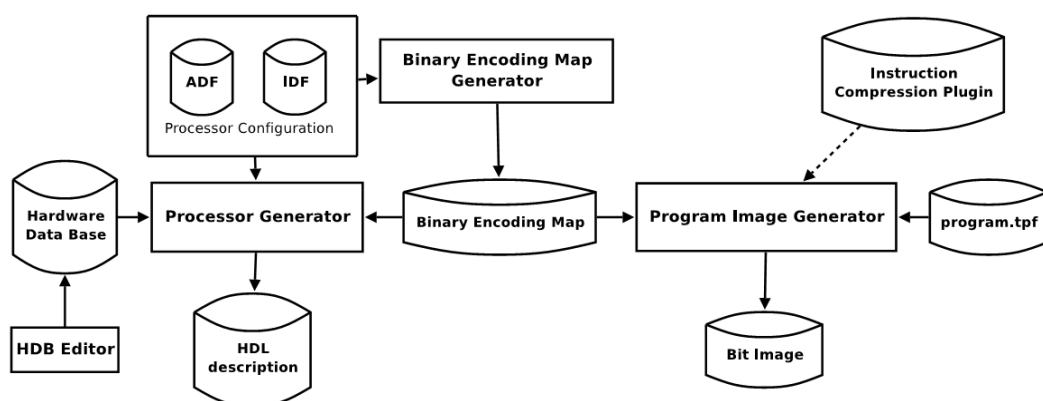 ADF
IDF
Processor Configuration
Binary Encoding Map
Generator
Instruction
Compression Plugin
Hardware
Data Base
Processor Generator
Binary Encoding Map
Program Image Generator
program.tpf
HDB Editor
HDL
description
Bit Image